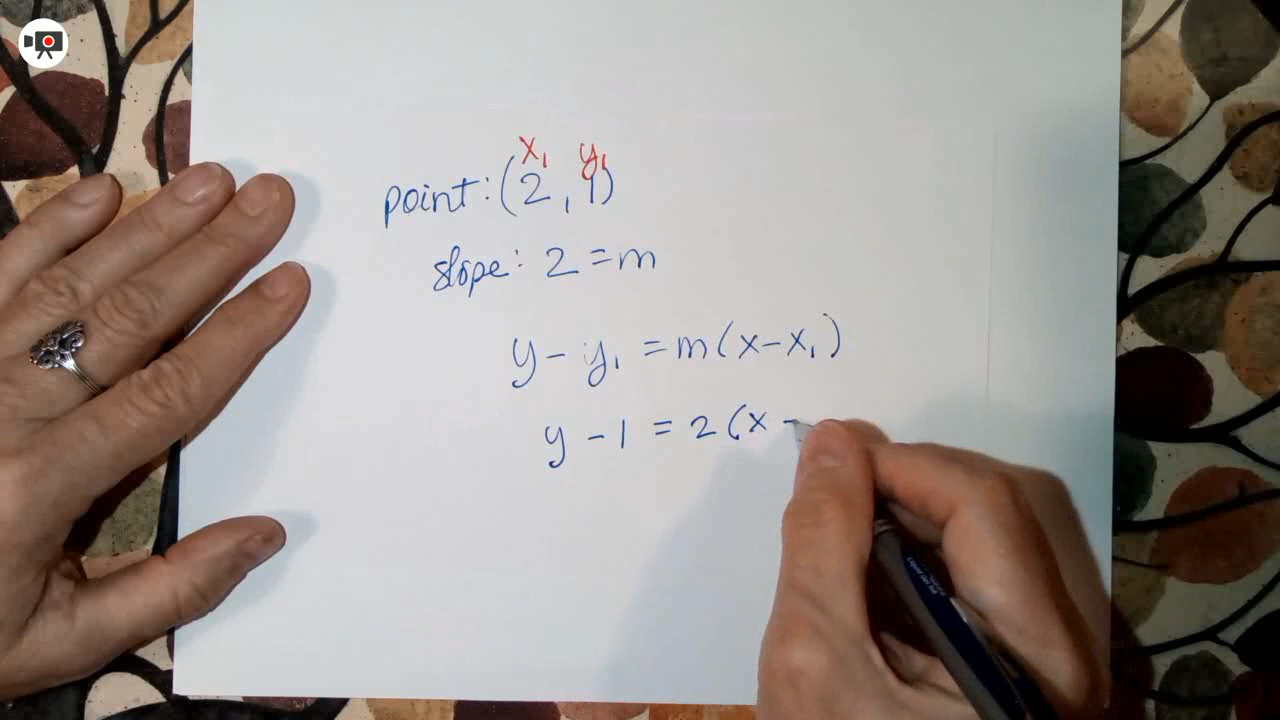 x₁ y₁
point: (2, 1)
slope: 2 = m
y - y₁ = m(x - x₁)
y - 1 = 2(x -